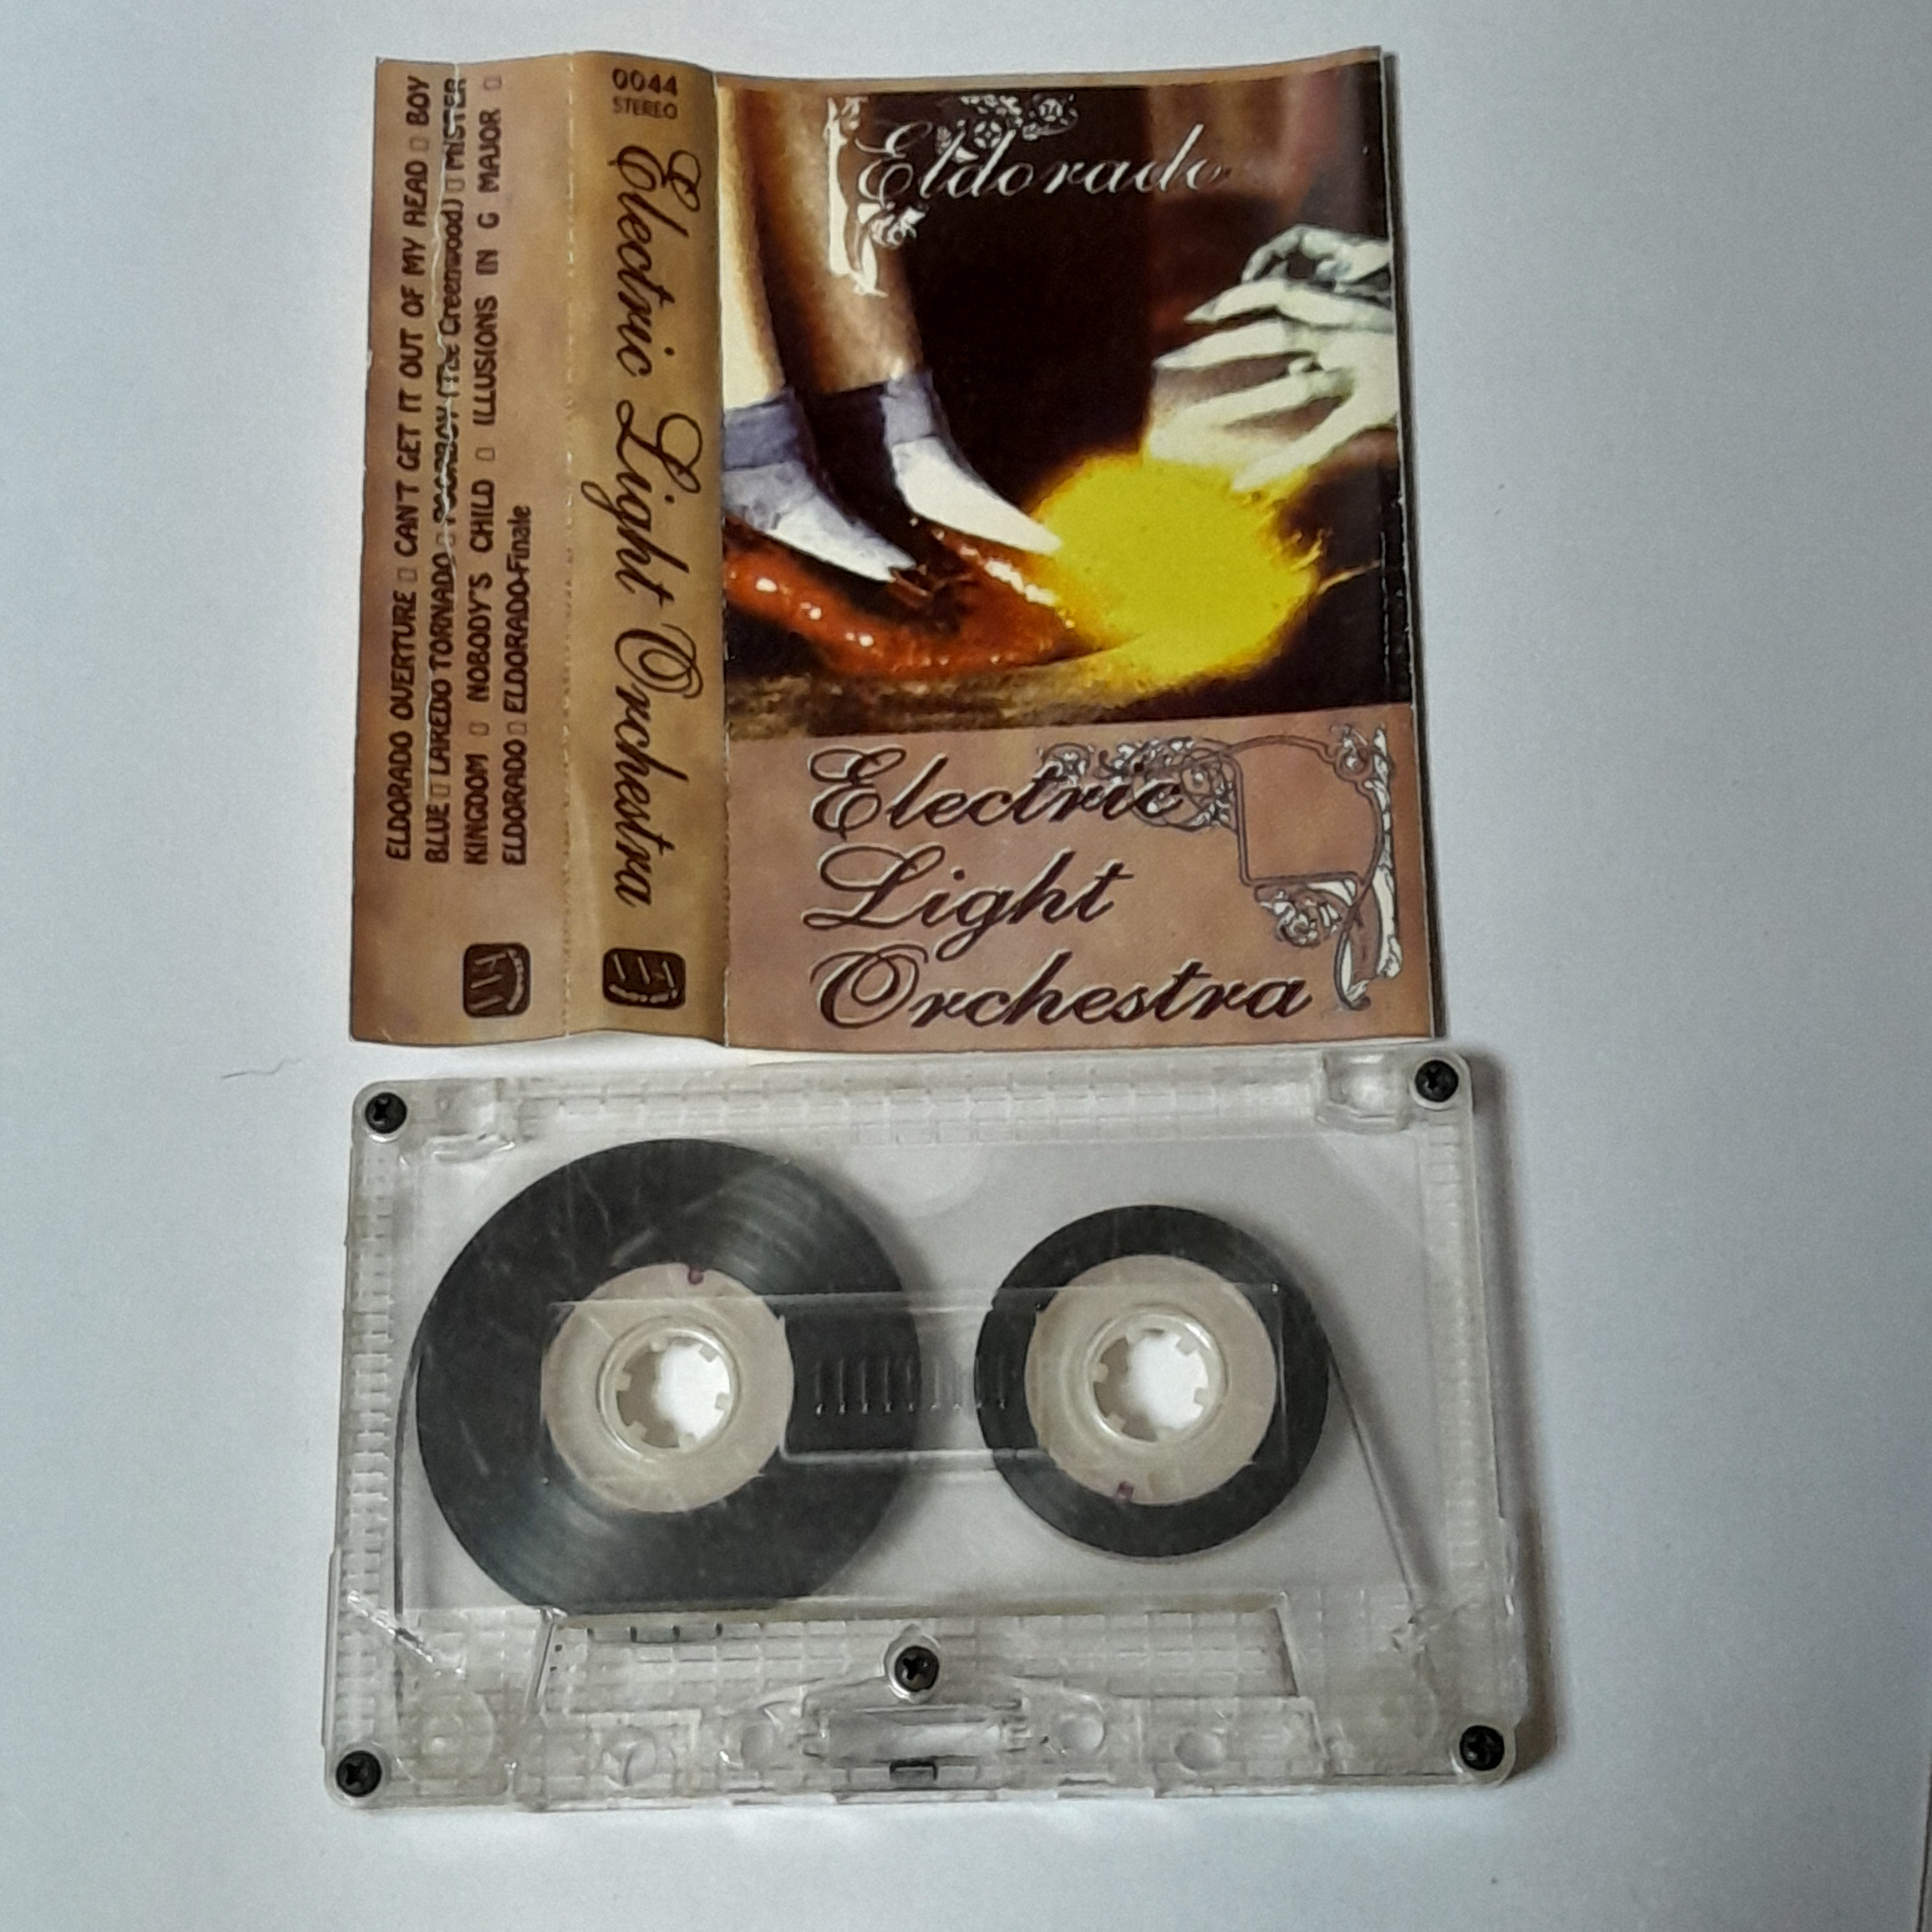 ELDORADO OVERTURE ▯ CAN'T GET IT OUT OF MY HEAD ▯ BOY
BLUE ▯ LAREDO TORNADO ▯ POORBOY (The Greenwood) ▯ MISTER
KINGDOM ▯ NOBODY'S CHILD ▯ ILLUSIONS IN G MAJOR ▯
ELDORADO ▯ ELDORADO-Finale
0044
STEREO
Electric Light Orchestra
Eldorado
Electric
Light
Orchestra